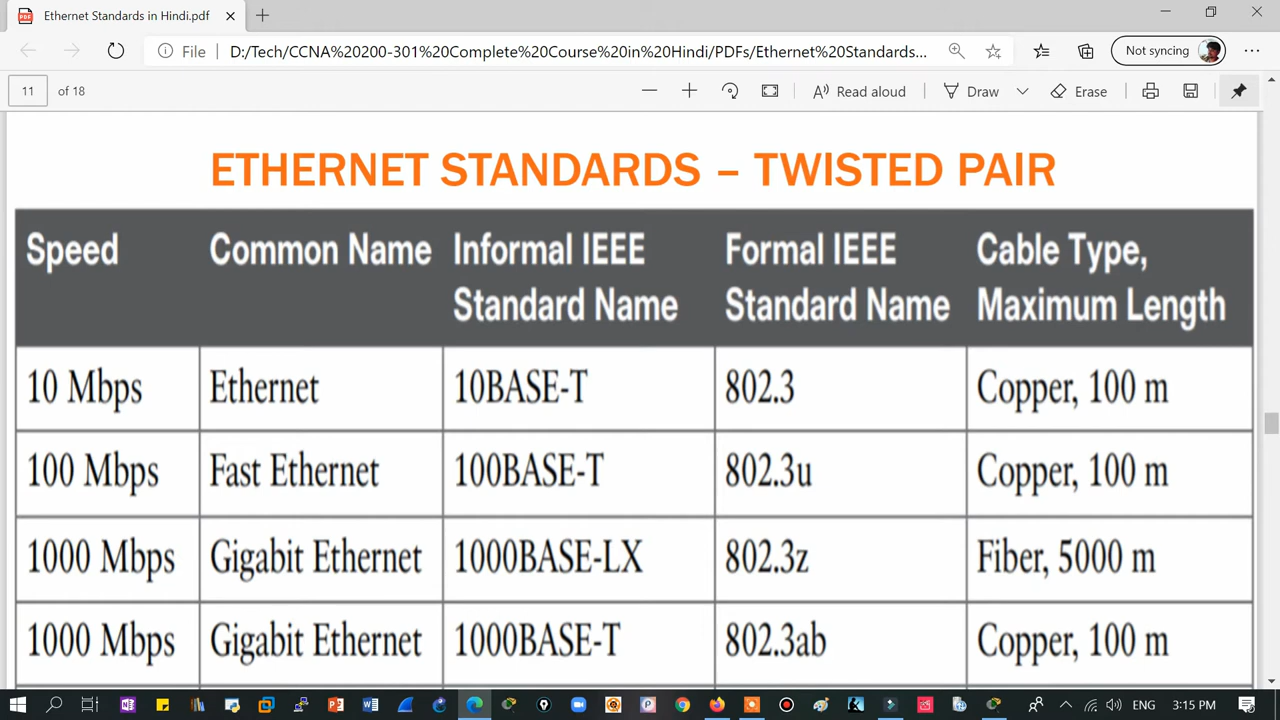 Ethernet Standards in Hindi.pdf
File D:/Tech/CCNA%20200-301%20Complete%20Course%20in%20Hindi/PDFs/Ethernet%20Standards... Not syncing
11 of 18 Read aloud Draw Erase
ETHERNET STANDARDS – TWISTED PAIR
Speed Common Name Informal IEEE Standard Name Formal IEEE Standard Name Cable Type, Maximum Length
10 Mbps Ethernet 10BASE-T 802.3 Copper, 100 m
100 Mbps Fast Ethernet 100BASE-T 802.3u Copper, 100 m
1000 Mbps Gigabit Ethernet 1000BASE-LX 802.3z Fiber, 5000 m
1000 Mbps Gigabit Ethernet 1000BASE-T 802.3ab Copper, 100 m
ENG 3:15 PM